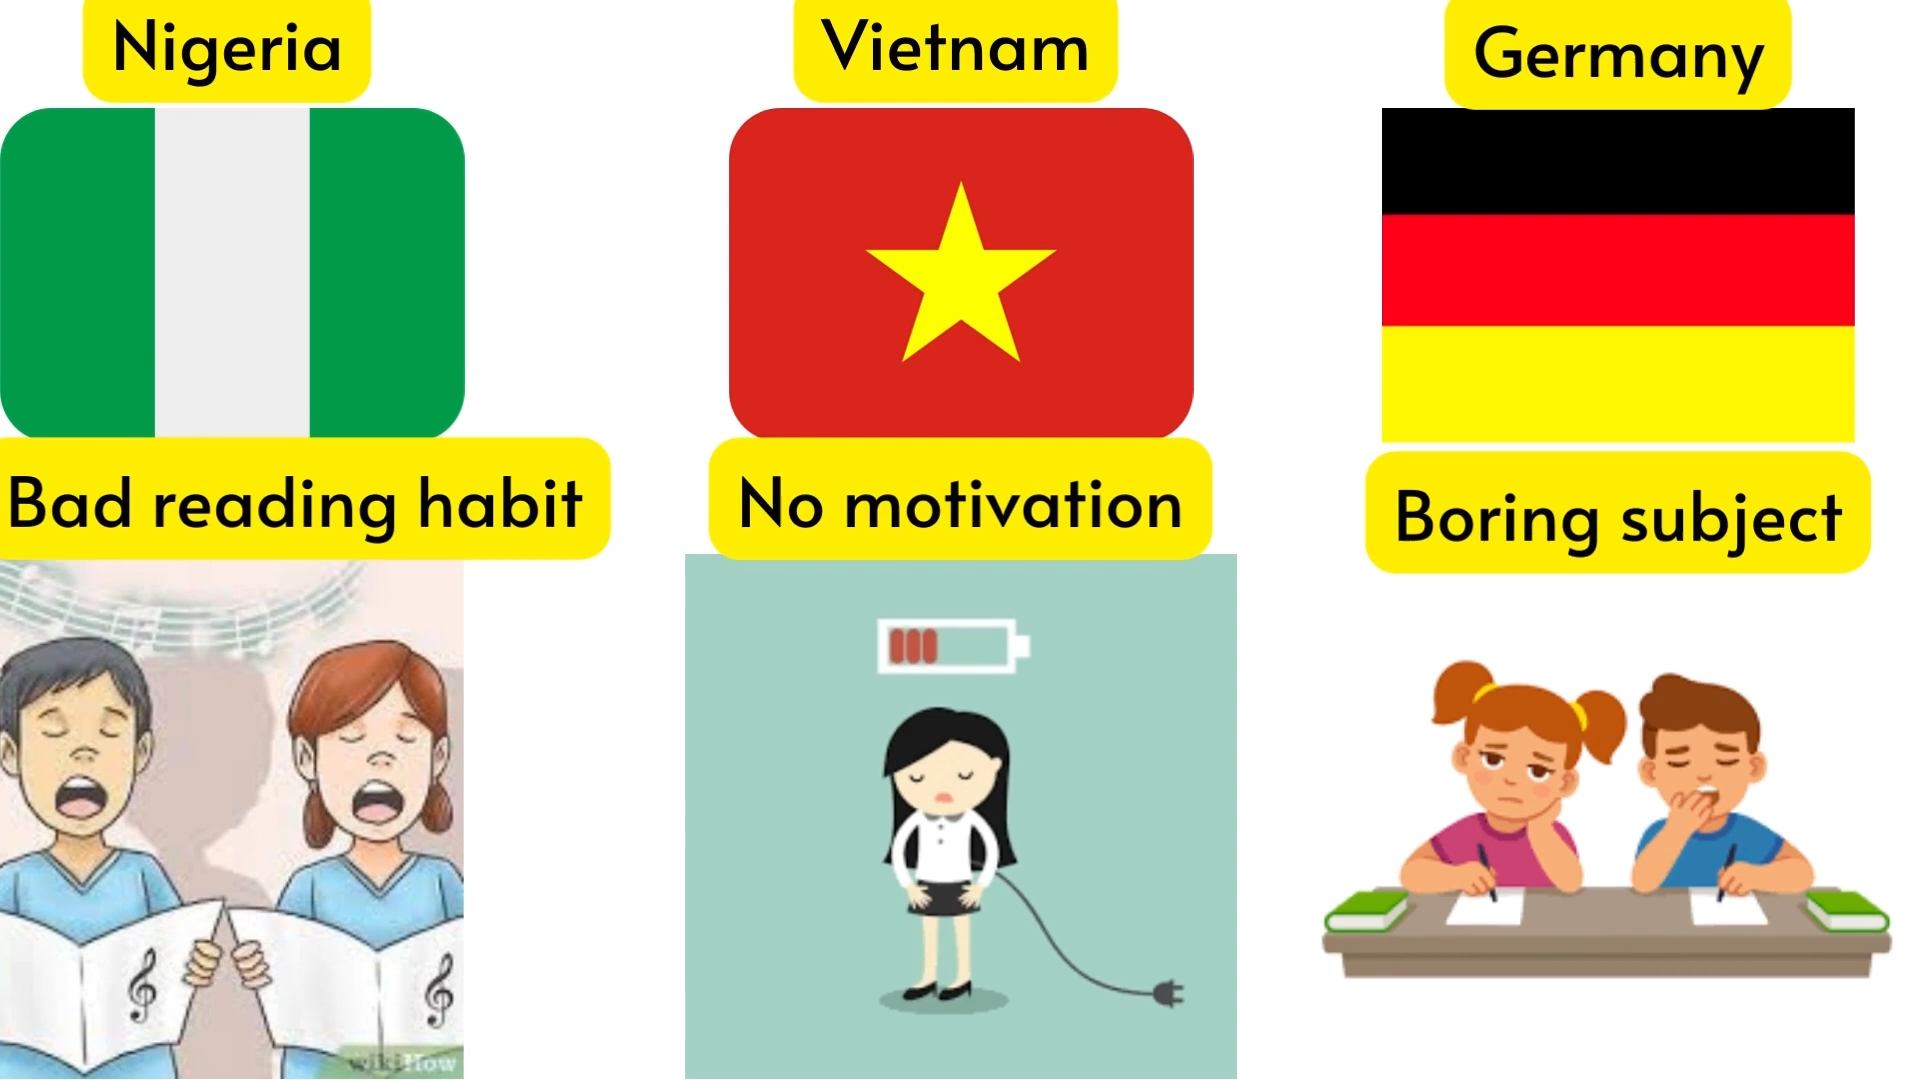 Nigeria
Vietnam
Germany
Bad reading habit
No motivation
Boring subject
wikiHow